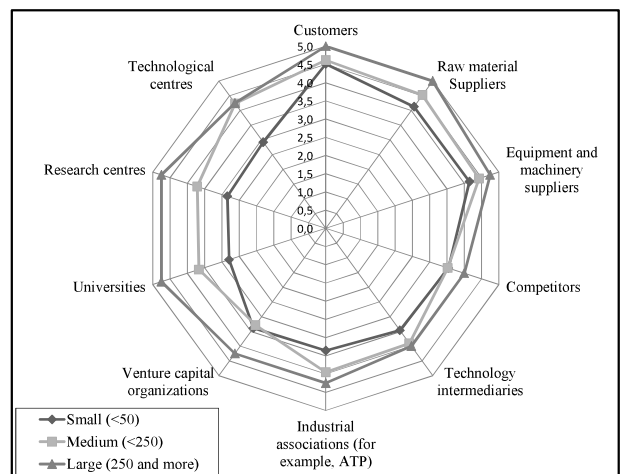 Customers
5,0
4,5
4,0
3,5
3,0
2,5
2,0
1,5
1,0
0,5
0,0
Raw material
Suppliers
Equipment and
machinery
suppliers
Competitors
Technology
intermediaries
Industrial
associations (for
example, ATP)
Venture capital
organizations
Universities
Research centres
Technological
centres
Small (<50)
Medium (<250)
Large (250 and more)